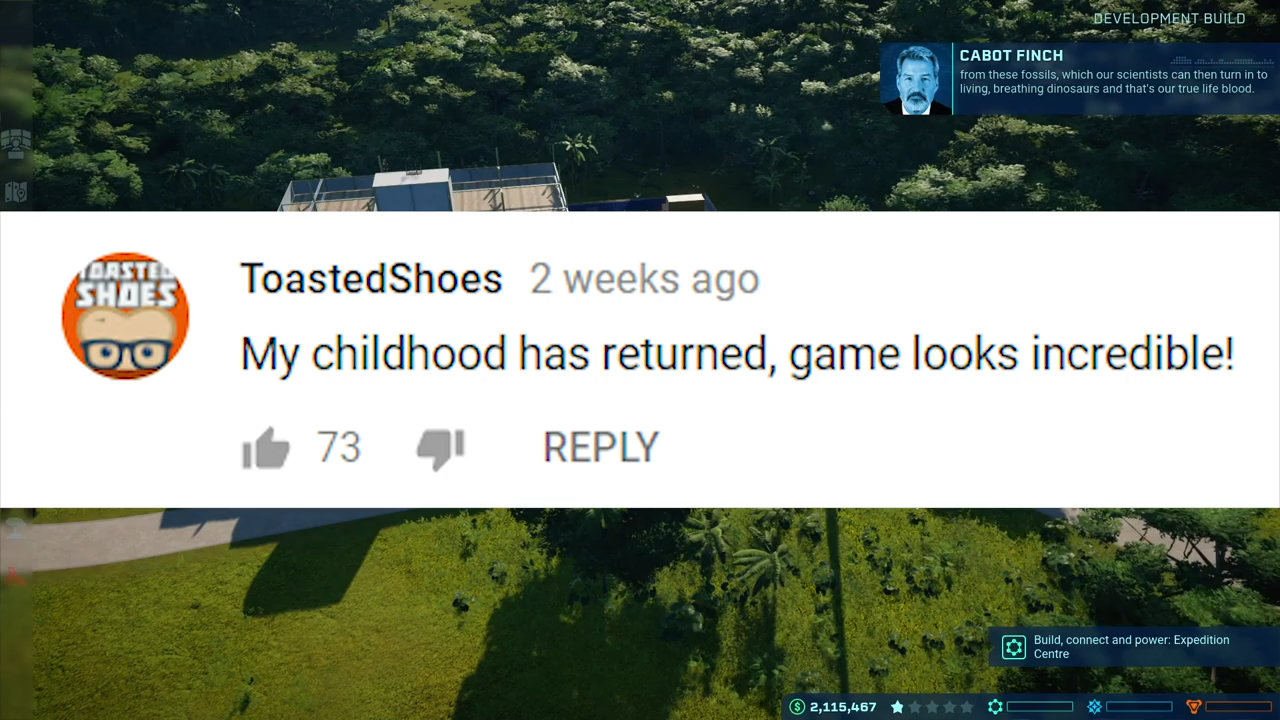 DEVELOPMENT BUILD
CABOT FINCH
from these fossils, which our scientists can then turn in to
living, breathing dinosaurs and that's our true life blood.
TOASTED
SHOES
ToastedShoes 2 weeks ago
My childhood has returned, game looks incredible!
73 REPLY
Build, connect and power: Expedition
Centre
2,115,467